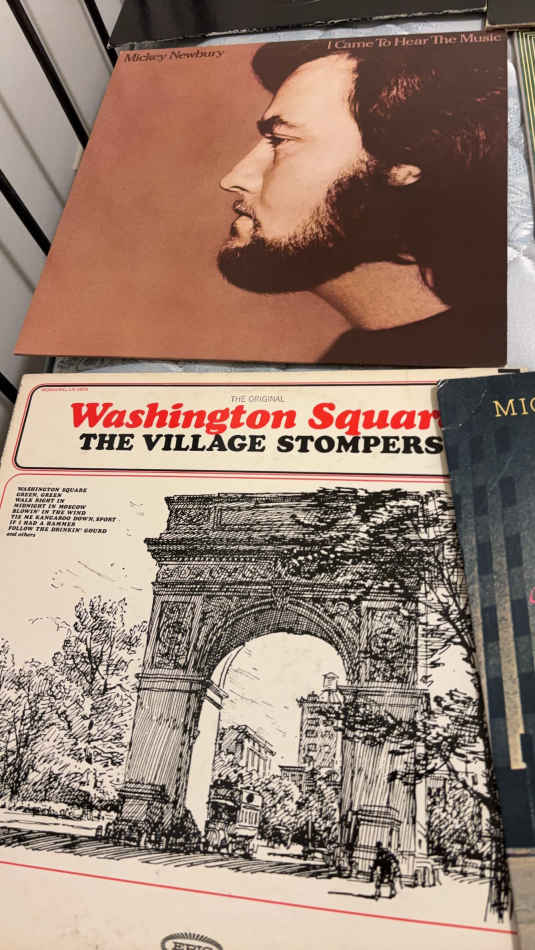 Mickey Newbury
I Came To Hear The Music
THE ORIGINAL
Washington Squar
THE VILLAGE STOMPERS
WASHINGTON SQUARE
GREEN, GREEN
WALK RIGHT IN
MIDNIGHT IN MOSCOW
BLOWIN' IN THE WIND
TIE ME KANGAROO DOWN, SPORT
IF I HAD A HAMMER
FOLLOW THE DRINKIN' GOURD
and others
MIC
EPIC